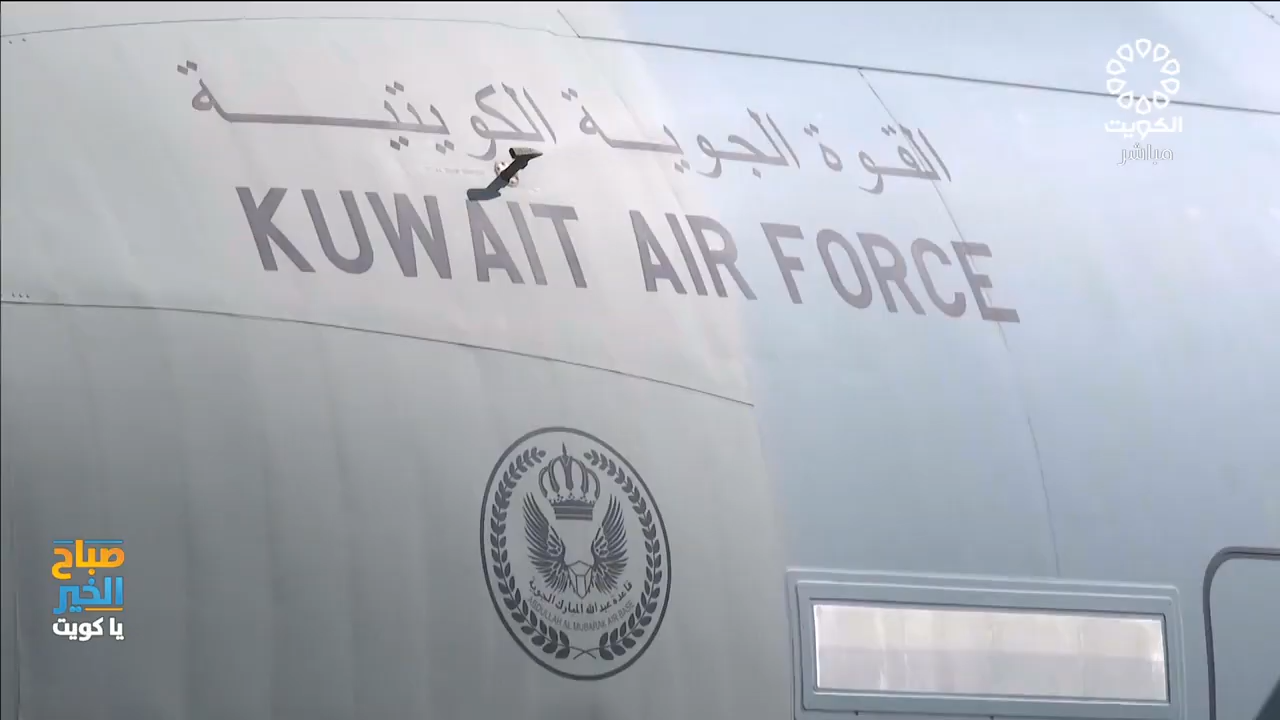 القوة الجوية الكويتية
KUWAIT AIR FORCE
الكويت
مباشر
قاعدة عبدالله المبارك الجوية
ABDULLAH AL MUBARAK AIR BASE
صباح
الخير
يا كويت